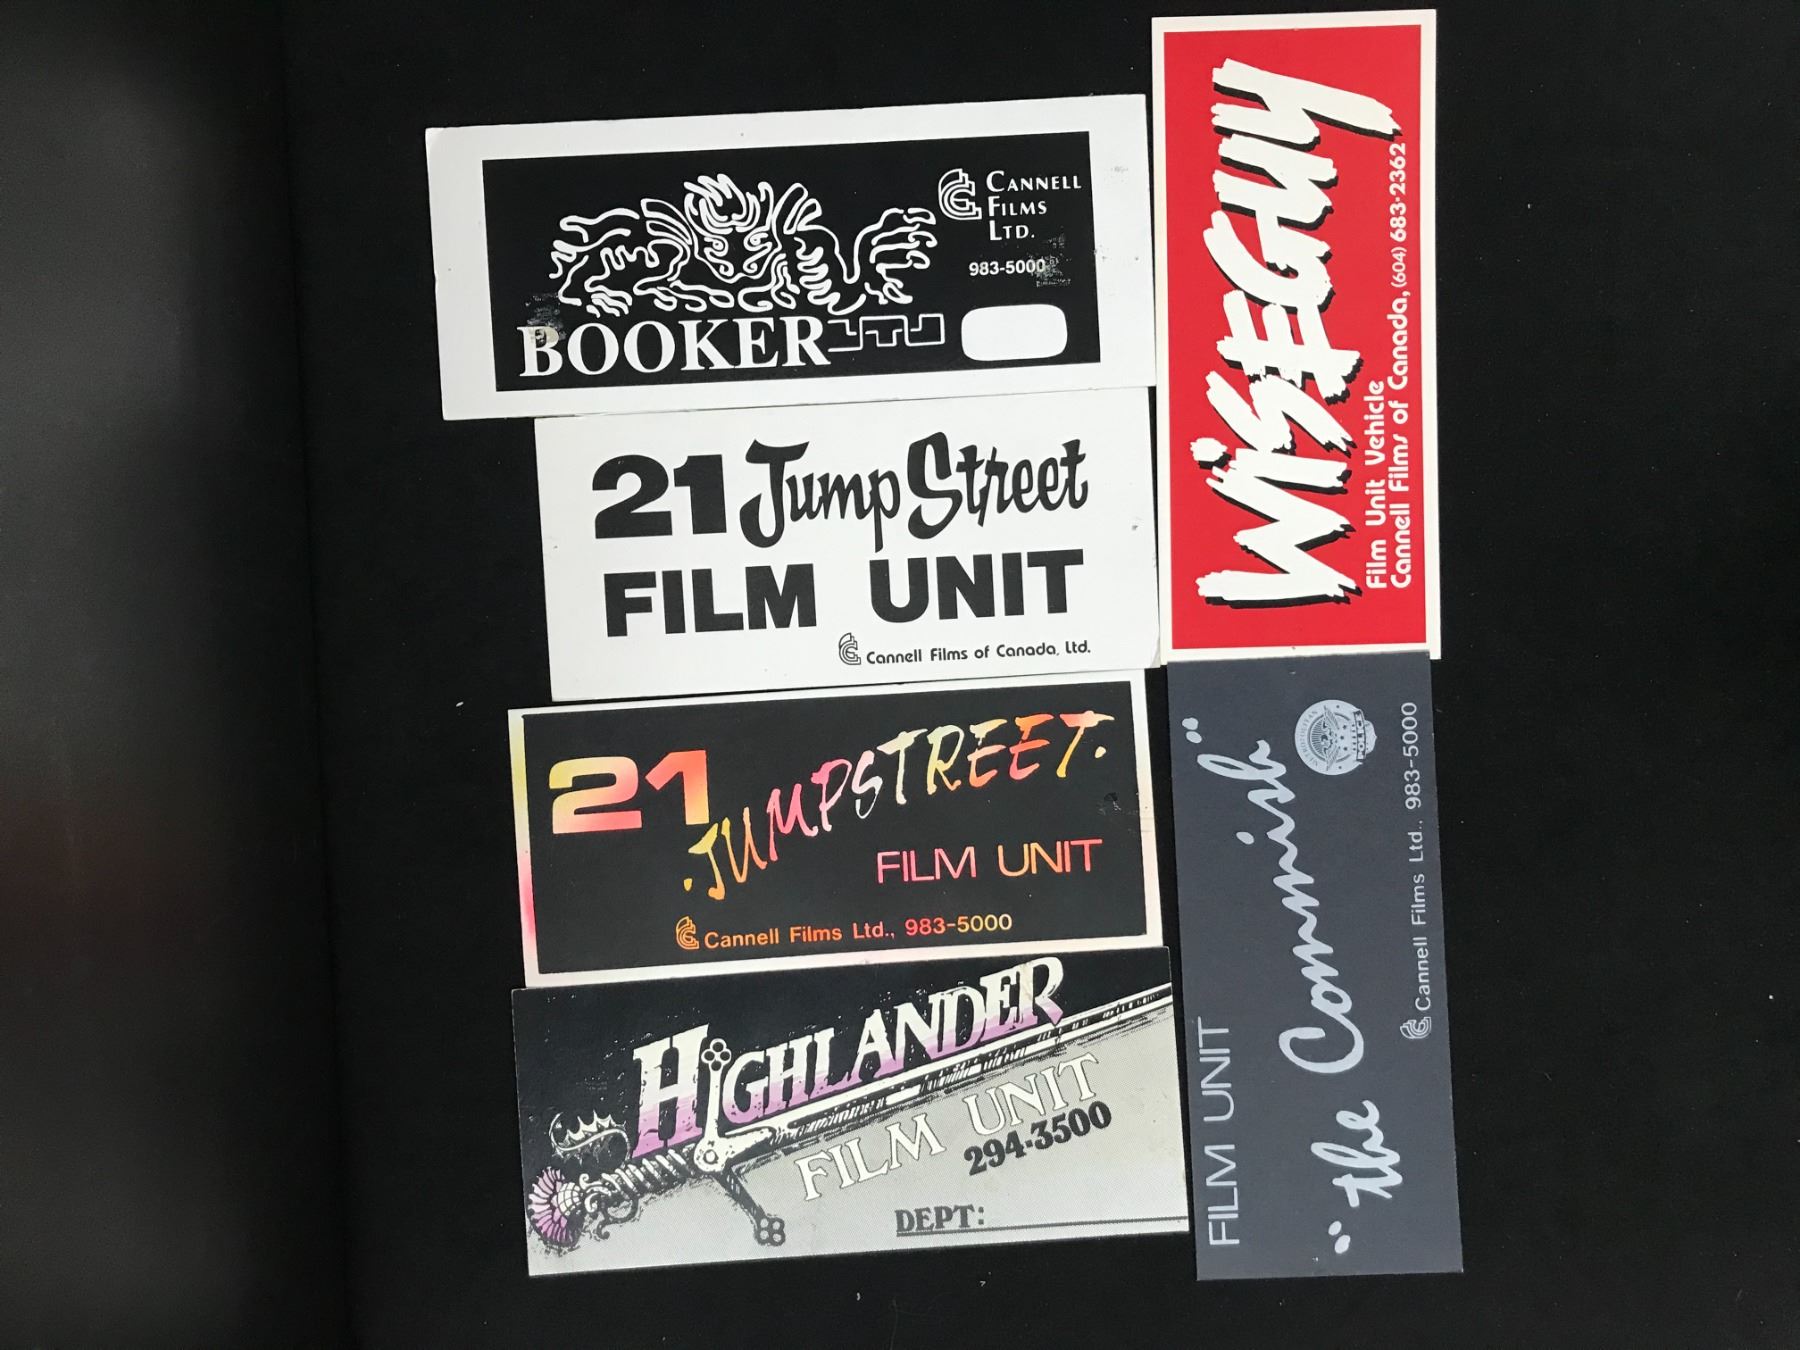 CANNELL
FILMS
LTD.
983-5000
BOOKER
21 Jump Street
FILM UNIT
Cannell Films of Canada, Ltd.
21 JUMPSTREET
FILM UNIT
Cannell Films Ltd., 983-5000
HIGHLANDER
FILM UNIT
294-3500
DEPT:
WISEGUY
Film Unit Vehicle
Cannell Films of Canada, (604) 683-2362
FILM UNIT
"the Commish"
METROPOLITAN
POLICE
Cannell Films Ltd., 983-5000